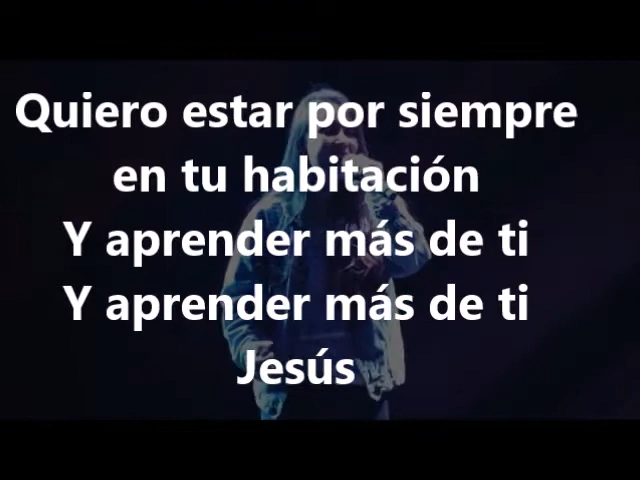 Quiero estar por siempre
en tu habitación
Y aprender más de ti
Y aprender más de ti
Jesús